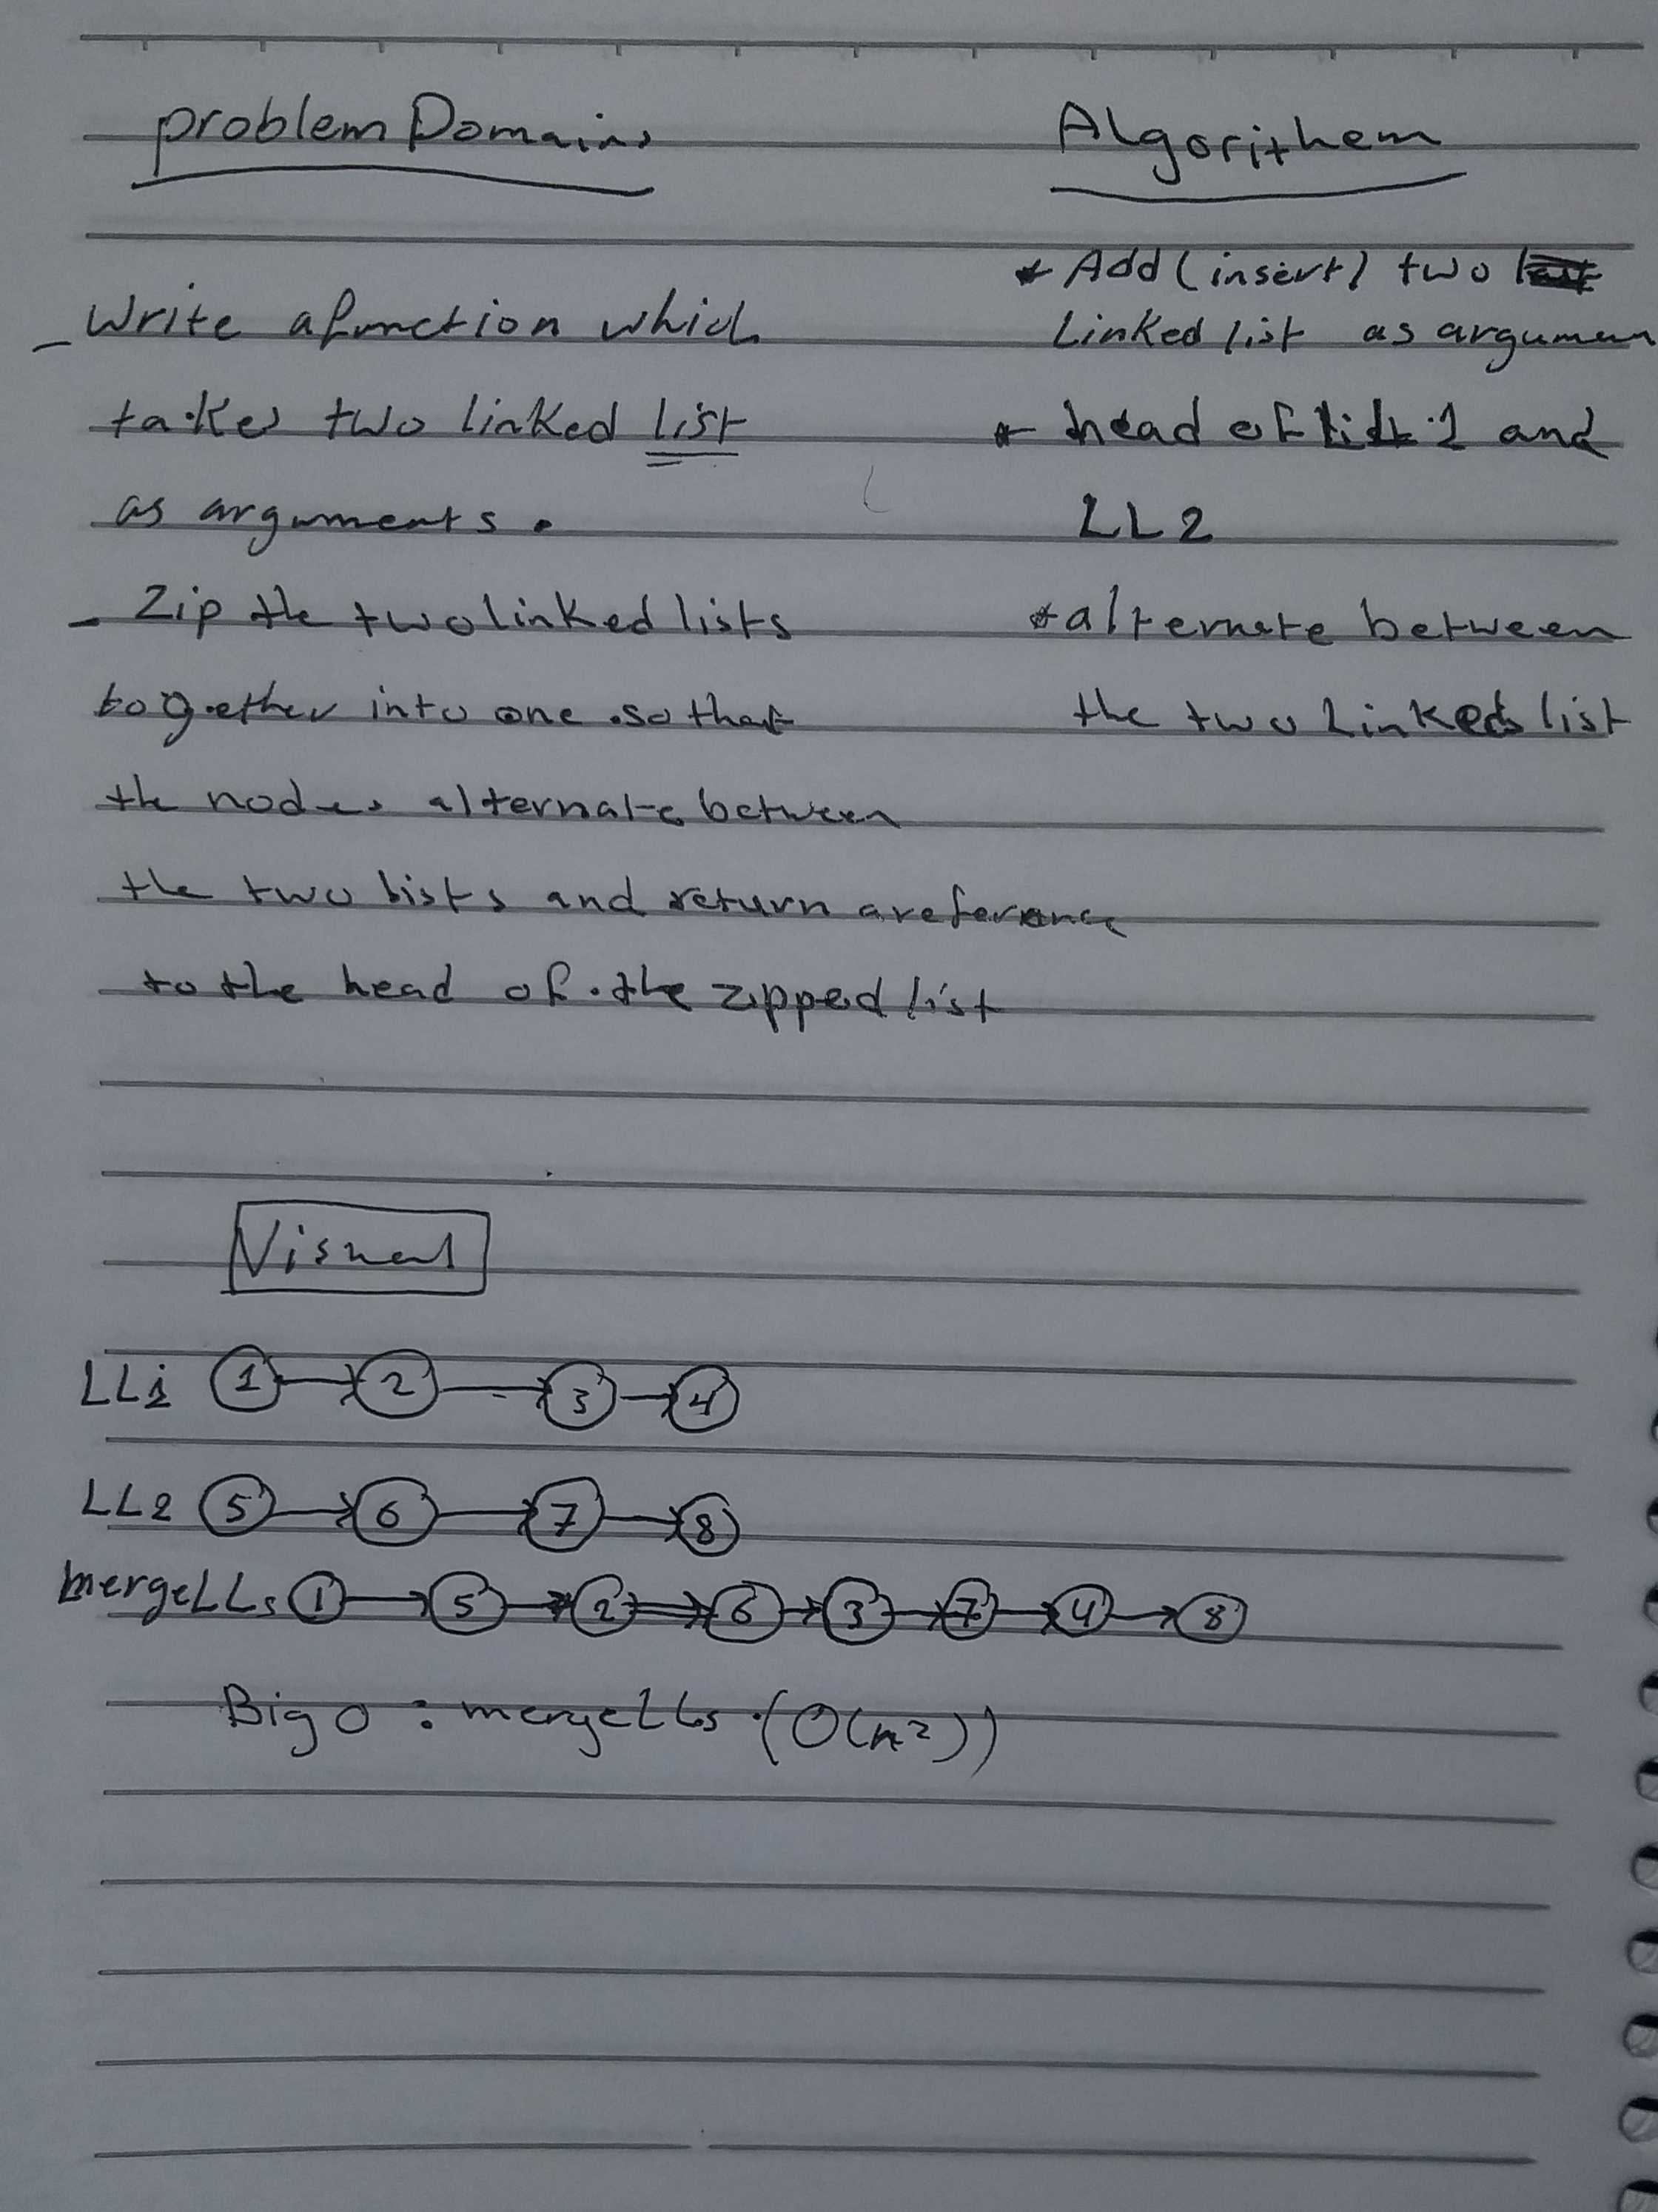 problem Domain
Write a function which
takes two linked list
as arguments.
- Zip the two linked lists
together into one so that
the nodes alternate between
the two lists and return a reference
to the head of the zipped list
Algorithem
* Add (insert) two
Linked list as argumen
* head of 1 and
LL2
* alternate between
the two Linked list
Visual
LL1 1 2 3 4
LL2 5 6 7 8
mergeLLs 1 5 2 6 3 7 4 8
Big O : mergeLLs (O(n²))